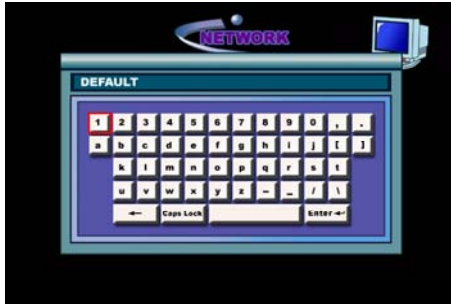 NETWORK
DEFAULT
1 2 3 4 5 6 7 8 9 0 , .
a b c d e f g h i j [ ]
k l m n o p q r s t
u v w x y z - _ / \
← Caps Lock Enter ↵